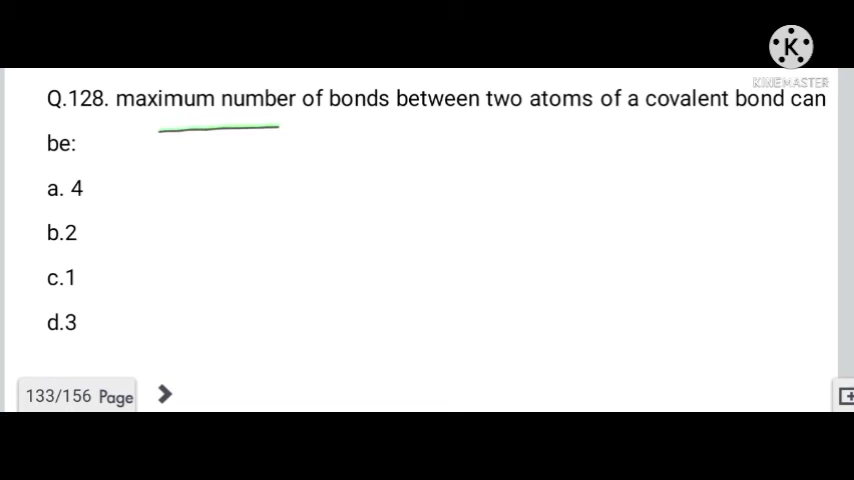 K
KINEMASTER
Q.128. maximum number of bonds between two atoms of a covalent bond can
be:
a. 4
b.2
c.1
d.3
133/156 Page